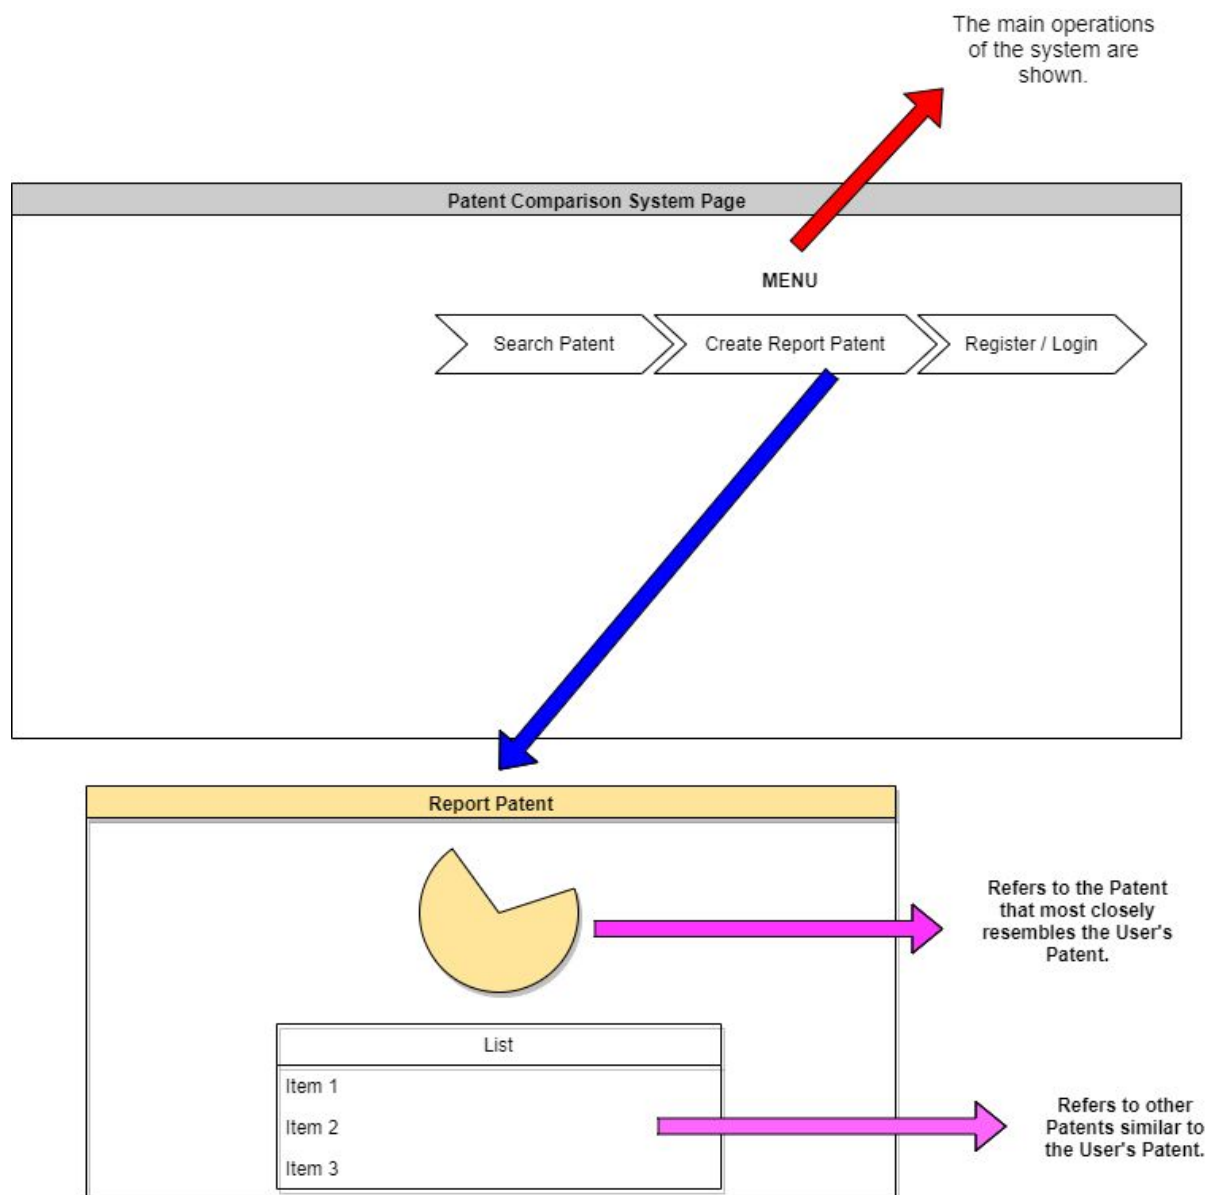 The main operations
of the system are
shown.
Patent Comparison System Page
MENU
Search Patent
Create Report Patent
Register / Login
Report Patent
Refers to the Patent
that most closely
resembles the User's
Patent.
List
Item 1
Item 2
Item 3
Refers to other
Patents similar to
the User's Patent.